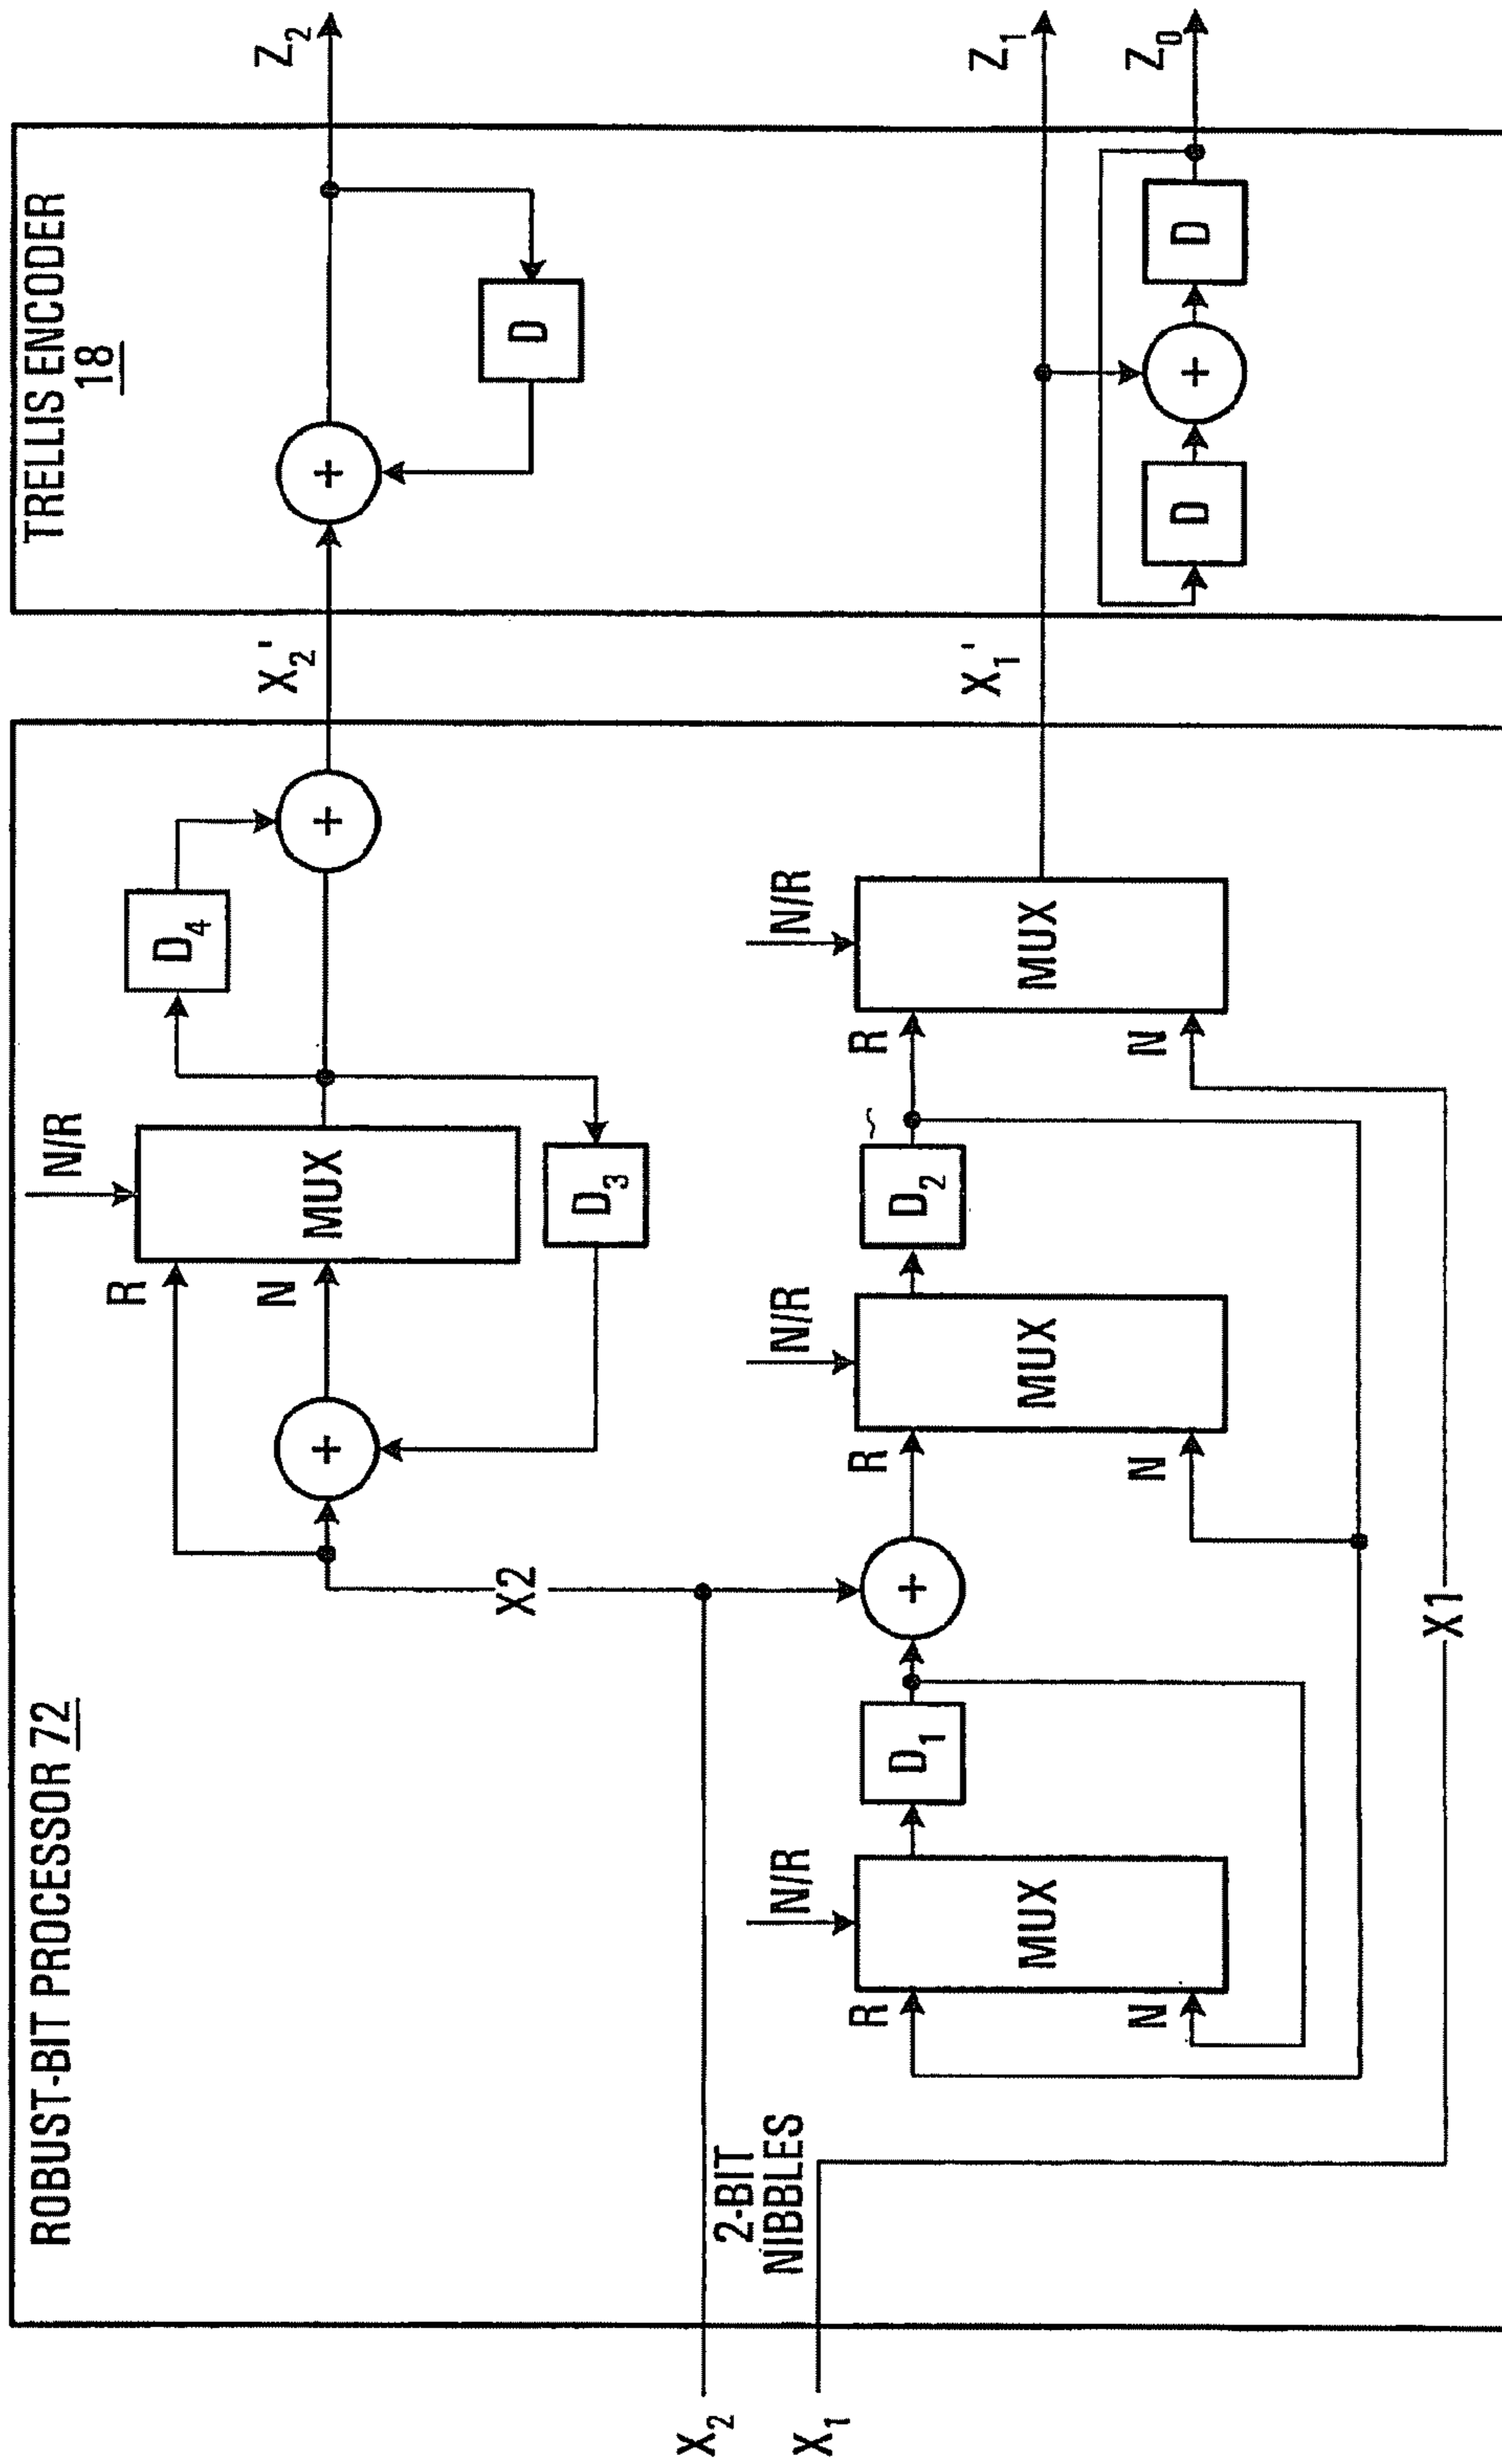 ROBUST-BIT PROCESSOR 72
TRELLIS ENCODER
18
N/R
R
N
MUX
D₄
D₃
+
+
X₂'
+
D
Z₂
X2
X₂
2-BIT
NIBBLES
X₁
N/R
R
N
MUX
D₁
+
N/R
R
N
MUX
D₂
~
N/R
R
N
MUX
X₁'
Z₁
D
+
D
Z₀
X1